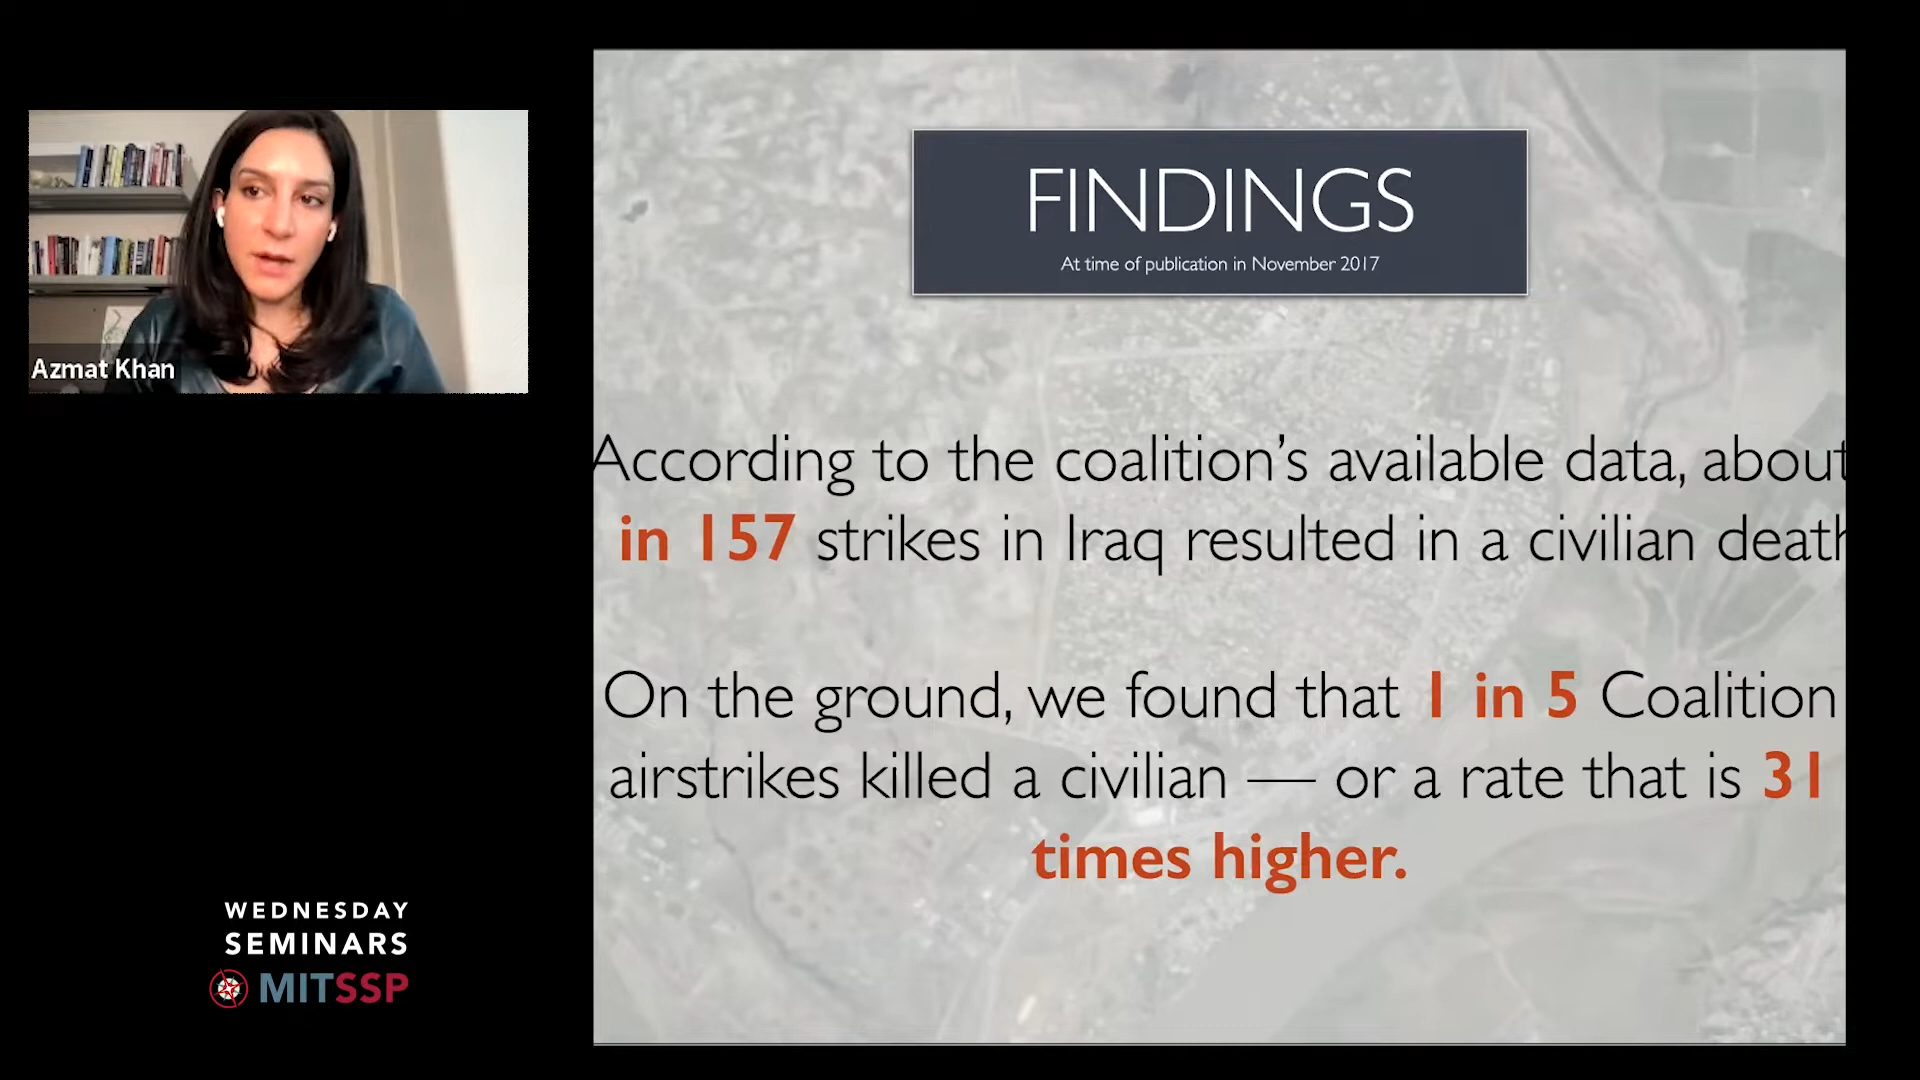 FINDINGS
At time of publication in November 2017
According to the coalition's available data, about
in 157 strikes in Iraq resulted in a civilian death
On the ground, we found that 1 in 5 Coalition
airstrikes killed a civilian — or a rate that is 31
times higher.
Azmat Khan
WEDNESDAY
SEMINARS
MITSSP